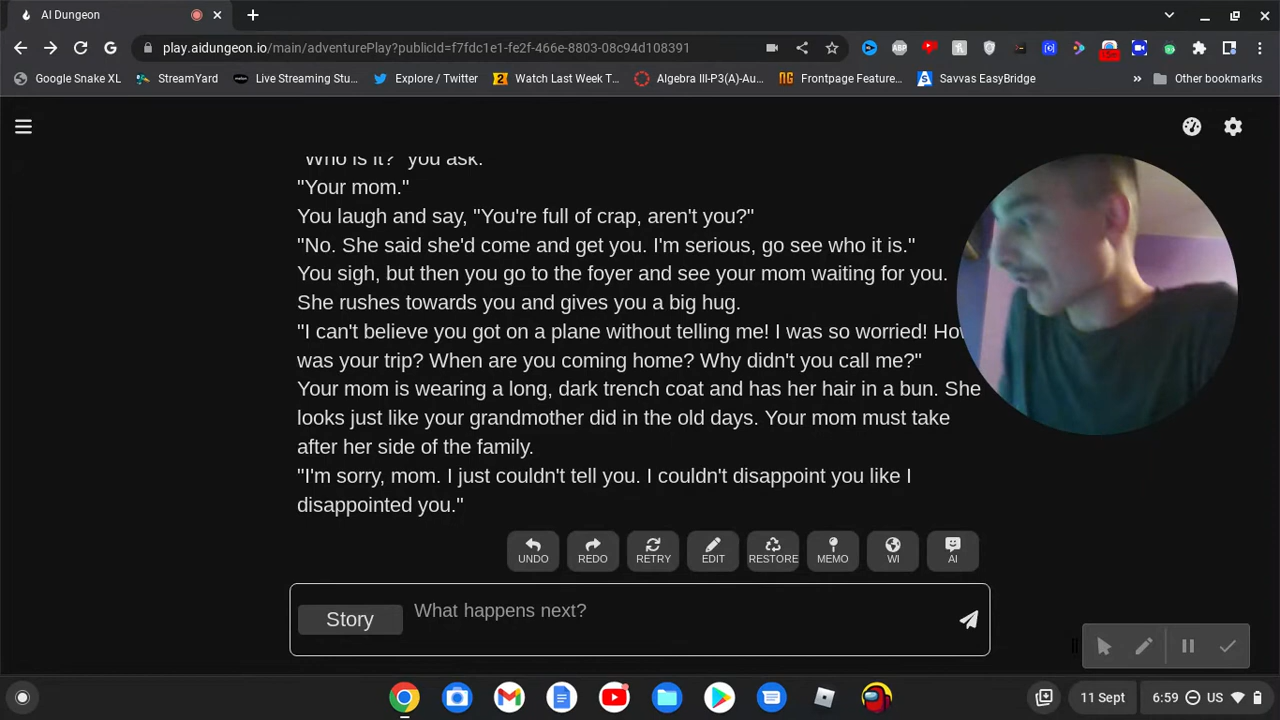 AI Dungeon
play.aidungeon.io/main/adventurePlay?publicId=f7fdc1e1-fe2f-466e-8803-08c94d108391
Google Snake XL
StreamYard
Live Streaming Stu...
Explore / Twitter
Watch Last Week T...
Algebra III-P3(A)-Au...
Frontpage Feature...
Savvas EasyBridge
»
Other bookmarks
"Who is it?" you ask.
"Your mom."
You laugh and say, "You're full of crap, aren't you?"
"No. She said she'd come and get you. I'm serious, go see who it is."
You sigh, but then you go to the foyer and see your mom waiting for you.
She rushes towards you and gives you a big hug.
"I can't believe you got on a plane without telling me! I was so worried! How
was your trip? When are you coming home? Why didn't you call me?"
Your mom is wearing a long, dark trench coat and has her hair in a bun. She
looks just like your grandmother did in the old days. Your mom must take
after her side of the family.
"I'm sorry, mom. I just couldn't tell you. I couldn't disappoint you like I
disappointed you."
UNDO REDO RETRY EDIT RESTORE MEMO WI AI
Story What happens next?
11 Sept 6:59 US